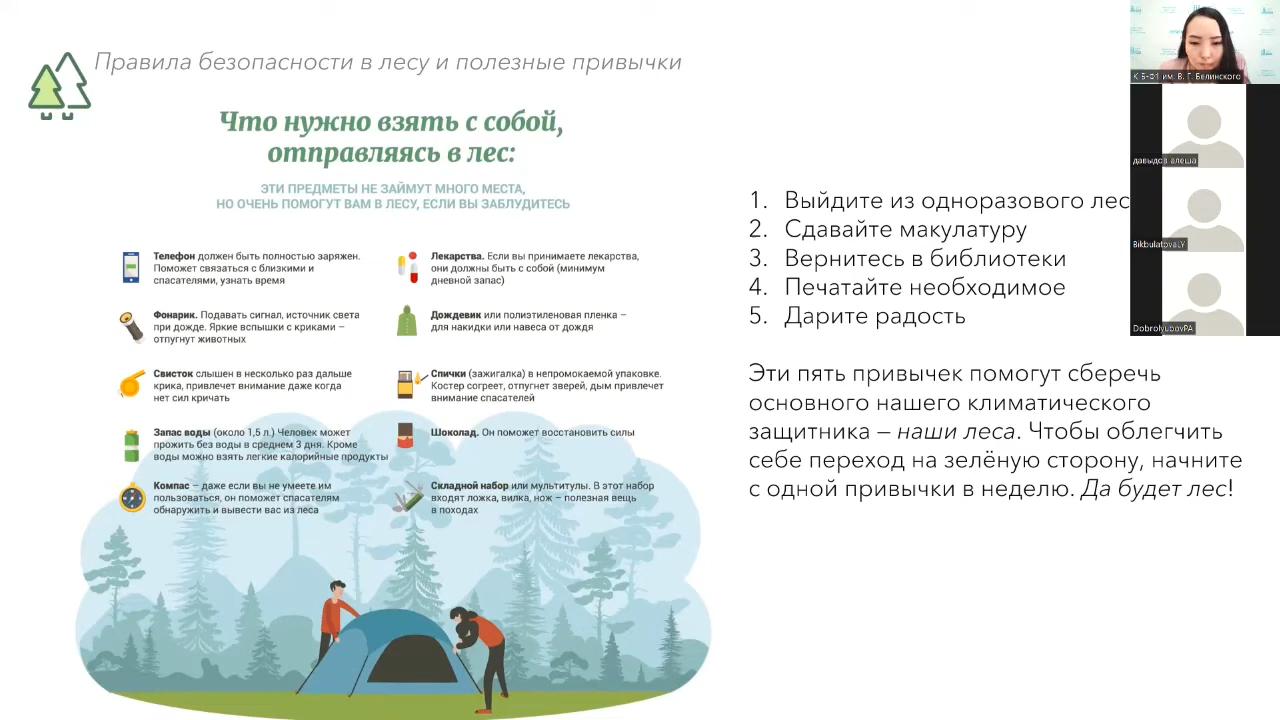 Правила безопасности в лесу и полезные привычки
Что нужно взять с собой,
отправляясь в лес:
ЭТИ ПРЕДМЕТЫ НЕ ЗАЙМУТ МНОГО МЕСТА,
НО ОЧЕНЬ ПОМОГУТ ВАМ В ЛЕСУ, ЕСЛИ ВЫ ЗАБЛУДИТЕСЬ
Телефон должен быть полностью заряжен.
Поможет связаться с близкими и
спасателями, узнать время
Фонарик. Подавать сигнал, источник света
при дожде. Яркие вспышки с криками –
отпугнут животных
Свисток слышен в несколько раз дальше
крика, привлечет внимание даже когда
нет сил кричать
Запас воды (около 1,5 л.) Человек может
прожить без воды в среднем 3 дня. Кроме
воды можно взять легкие калорийные продукты
Компас – даже если вы не умеете им
пользоваться, он поможет спасателям
обнаружить и вывести вас из леса
Лекарства. Если вы принимаете лекарства,
они должны быть с собой (минимум
дневной запас)
Дождевик или полиэтиленовая пленка –
для накидки или навеса от дождя
Спички (зажигалка) в непромокаемой упаковке.
Костер согреет, отпугнет зверей, дым привлечет
внимание спасателей
Шоколад. Он поможет восстановить силы
Складной набор или мультитулы. В этот набор
входят ложка, вилка, нож – полезная вещь
в походах
1. Выйдите из одноразового лес
2. Сдавайте макулатуру
3. Вернитесь в библиотеки
4. Печатайте необходимое
5. Дарите радость
Эти пять привычек помогут сберечь
основного нашего климатического
защитника – наши леса. Чтобы облегчить
себе переход на зелёную сторону, начните
с одной привычки в неделю. Да будет лес!
им. В. Г. Белинского
давыдов алеша
BikbulatovaLY
DobrolyubovPA